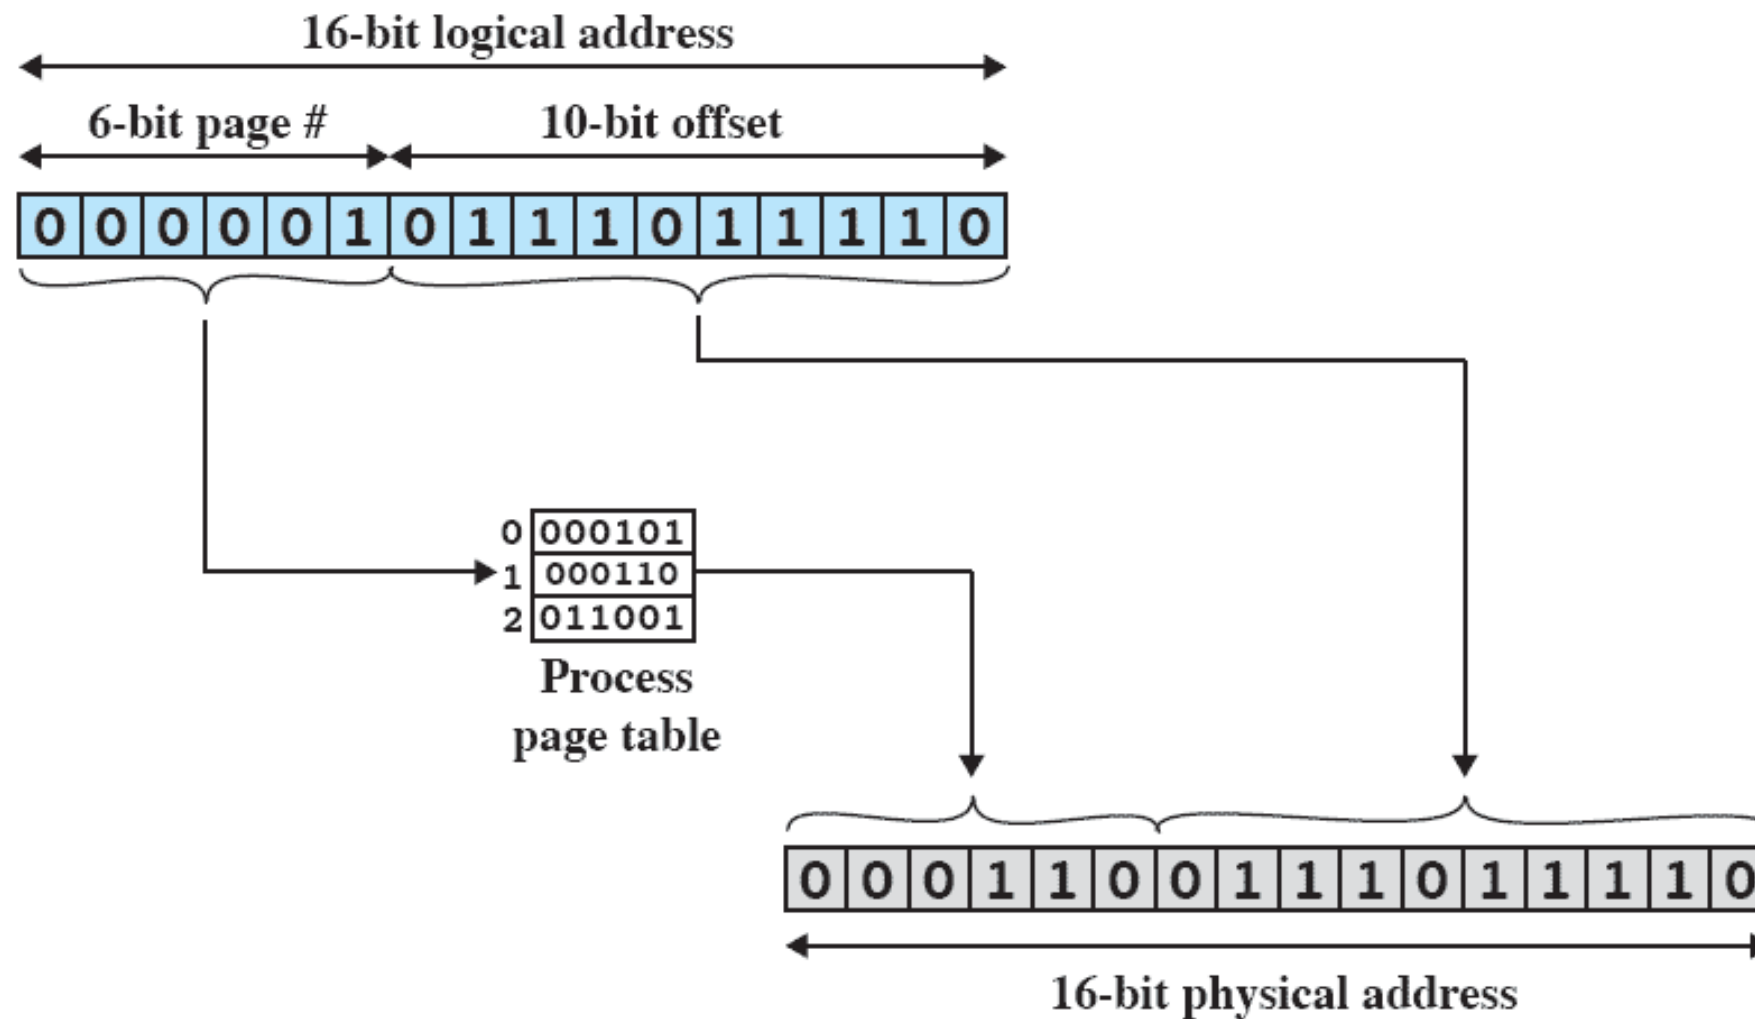 16-bit logical address
6-bit page # 10-bit offset
0 0 0 0 0 1 0 1 1 1 0 1 1 1 1 0
0 000101
1 000110
2 011001
Process
page table
0 0 0 1 1 0 0 1 1 1 0 1 1 1 1 0
16-bit physical address